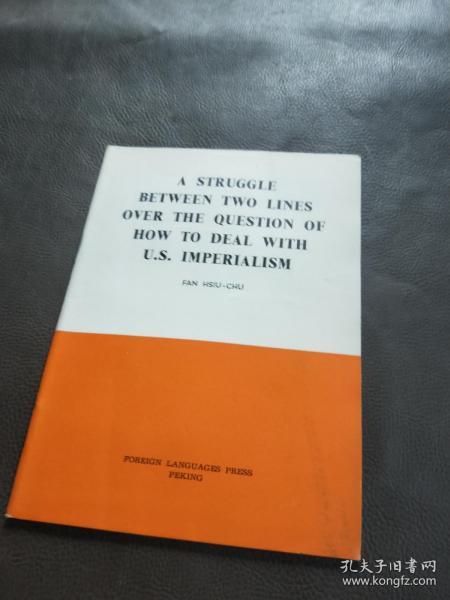 A STRUGGLE
BETWEEN TWO LINES
OVER THE QUESTION OF
HOW TO DEAL WITH
U.S. IMPERIALISM
FAN HSIU-CHU
FOREIGN LANGUAGES PRESS
PEKING
孔夫子旧书网
www.kongfz.com